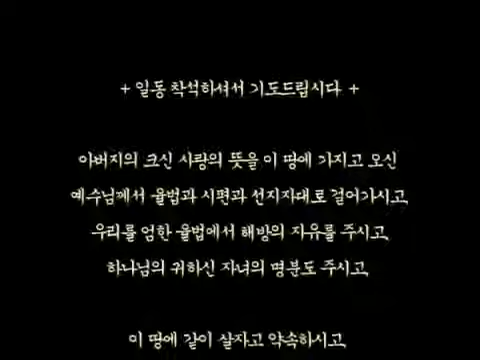 + 일동 착석하셔서 기도드립시다 +
아버지의 크신 사랑의 뜻을 이 땅에 가지고 오신
예수님께서 율법과 시편과 선지자대로 걸어가시고,
우리를 엄한 율법에서 해방의 자유를 주시고,
하나님의 귀하신 자녀의 명분도 주시고,
이 땅에 같이 살자고 약속하시고,